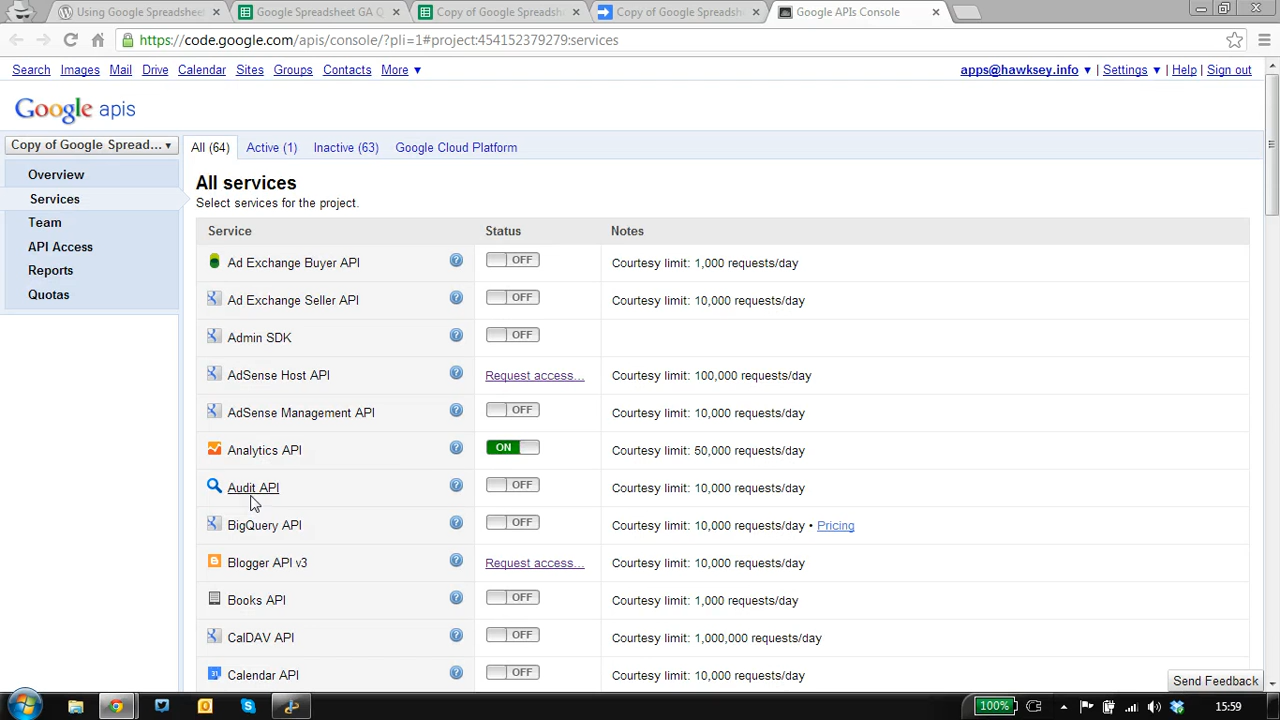 Using Google Spreadsheet ×
Google Spreadsheet GA Q ×
Copy of Google Spreadsh ×
Copy of Google Spreadsh ×
Google APIs Console ×
https://code.google.com/apis/console/?pli=1#project:454152379279:services
Search Images Mail Drive Calendar Sites Groups Contacts More ▼
apps@hawksey.info ▼ Settings ▼ Help Sign out
Google apis
Copy of Google Spread... ▼
All (64) Active (1) Inactive (63) Google Cloud Platform
Overview
Services
Team
API Access
Reports
Quotas
All services
Select services for the project.
Service Status Notes
Ad Exchange Buyer API ? OFF Courtesy limit: 1,000 requests/day
Ad Exchange Seller API ? OFF Courtesy limit: 10,000 requests/day
Admin SDK ? OFF
AdSense Host API ? Request access... Courtesy limit: 100,000 requests/day
AdSense Management API ? OFF Courtesy limit: 10,000 requests/day
Analytics API ? ON Courtesy limit: 50,000 requests/day
Audit API ? OFF Courtesy limit: 10,000 requests/day
BigQuery API ? OFF Courtesy limit: 10,000 requests/day • Pricing
Blogger API v3 ? Request access... Courtesy limit: 10,000 requests/day
Books API ? OFF Courtesy limit: 1,000 requests/day
CalDAV API ? OFF Courtesy limit: 1,000,000 requests/day
Calendar API ? OFF Courtesy limit: 10,000 requests/day
Send Feedback
100% 15:59